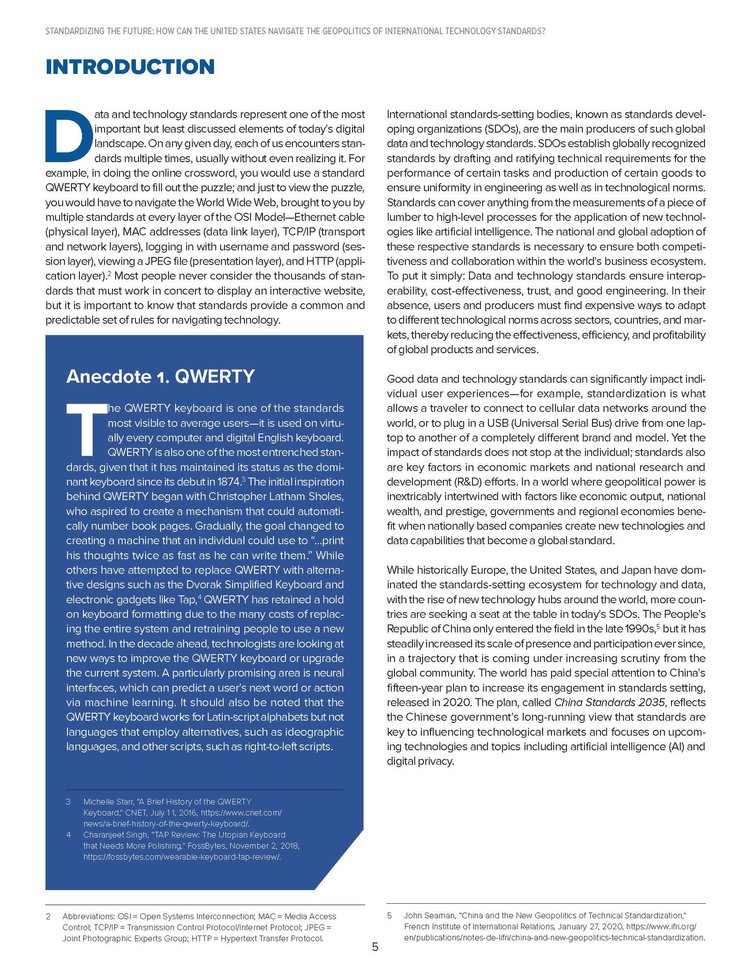 STANDARDIZING THE FUTURE: HOW CAN THE UNITED STATES NAVIGATE THE GEOPOLITICS OF INTERNATIONAL TECHNOLOGY STANDARDS?
INTRODUCTION
Data and technology standards represent one of the most
important but least discussed elements of today's digital
landscape. On any given day, each of us encounters stan-
dards multiple times, usually without even realizing it. For
example, in doing the online crossword, you would use a standard
QWERTY keyboard to fill out the puzzle; and just to view the puzzle,
you would have to navigate the World Wide Web, brought to you by
multiple standards at every layer of the OSI Model—Ethernet cable
(physical layer), MAC addresses (data link layer), TCP/IP (transport
and network layers), logging in with username and password (ses-
sion layer), viewing a JPEG file (presentation layer), and HTTP (appli-
cation layer).2 Most people never consider the thousands of stan-
dards that must work in concert to display an interactive website,
but it is important to know that standards provide a common and
predictable set of rules for navigating technology.
Anecdote 1. QWERTY
The QWERTY keyboard is one of the standards
most visible to average users—it is used on virtu-
ally every computer and digital English keyboard.
QWERTY is also one of the most entrenched stan-
dards, given that it has maintained its status as the domi-
nant keyboard since its debut in 1874.3 The initial inspiration
behind QWERTY began with Christopher Latham Sholes,
who aspired to create a mechanism that could automati-
cally number book pages. Gradually, the goal changed to
creating a machine that an individual could use to “...print
his thoughts twice as fast as he can write them.” While
others have attempted to replace QWERTY with alterna-
tive designs such as the Dvorak Simplified Keyboard and
electronic gadgets like Tap,4 QWERTY has retained a hold
on keyboard formatting due to the many costs of replac-
ing the entire system and retraining people to use a new
method. In the decade ahead, technologists are looking at
new ways to improve the QWERTY keyboard or upgrade
the current system. A particularly promising area is neural
interfaces, which can predict a user's next word or action
via machine learning. It should also be noted that the
QWERTY keyboard works for Latin-script alphabets but not
languages that employ alternatives, such as ideographic
languages, and other scripts, such as right-to-left scripts.
3 Michelle Starr, "A Brief History of the QWERTY
Keyboard," CNET, July 1 1, 2016, https://www.cnet.com/
news/a-brief-history-of-the-qwerty-keyboard/.
4 Charanjeet Singh, "TAP Review: The Utopian Keyboard
that Needs More Polishing," FossBytes, November 2, 2018,
https://fossbytes.com/wearable-keyboard-tap-review/.
2 Abbreviations: OSI = Open Systems Interconnection; MAC = Media Access
Control; TCP/IP = Transmission Control Protocol/Internet Protocol; JPEG =
Joint Photographic Experts Group; HTTP = Hypertext Transfer Protocol.
International standards-setting bodies, known as standards devel-
oping organizations (SDOs), are the main producers of such global
data and technology standards. SDOs establish globally recognized
standards by drafting and ratifying technical requirements for the
performance of certain tasks and production of certain goods to
ensure uniformity in engineering as well as in technological norms.
Standards can cover anything from the measurements of a piece of
lumber to high-level processes for the application of new technol-
ogies like artificial intelligence. The national and global adoption of
these respective standards is necessary to ensure both competi-
tiveness and collaboration within the world's business ecosystem.
To put it simply: Data and technology standards ensure interop-
erability, cost-effectiveness, trust, and good engineering. In their
absence, users and producers must find expensive ways to adapt
to different technological norms across sectors, countries, and mar-
kets, thereby reducing the effectiveness, efficiency, and profitability
of global products and services.
Good data and technology standards can significantly impact indi-
vidual user experiences—for example, standardization is what
allows a traveler to connect to cellular data networks around the
world, or to plug in a USB (Universal Serial Bus) drive from one lap-
top to another of a completely different brand and model. Yet the
impact of standards does not stop at the individual; standards also
are key factors in economic markets and national research and
development (R&D) efforts. In a world where geopolitical power is
inextricably intertwined with factors like economic output, national
wealth, and prestige, governments and regional economies bene-
fit when nationally based companies create new technologies and
data capabilities that become a global standard.
While historically Europe, the United States, and Japan have dom-
inated the standards-setting ecosystem for technology and data,
with the rise of new technology hubs around the world, more coun-
tries are seeking a seat at the table in today's SDOs. The People's
Republic of China only entered the field in the late 1990s,5 but it has
steadily increased its scale of presence and participation ever since,
in a trajectory that is coming under increasing scrutiny from the
global community. The world has paid special attention to China's
fifteen-year plan to increase its engagement in standards setting,
released in 2020. The plan, called China Standards 2035, reflects
the Chinese government's long-running view that standards are
key to influencing technological markets and focuses on upcom-
ing technologies and topics including artificial intelligence (AI) and
digital privacy.
5 John Seaman, "China and the New Geopolitics of Technical Standardization,"
French Institute of International Relations, January 27, 2020, https://www.ifri.org/
en/publications/notes-de-lifri/china-and-new-geopolitics-technical-standardization.
5